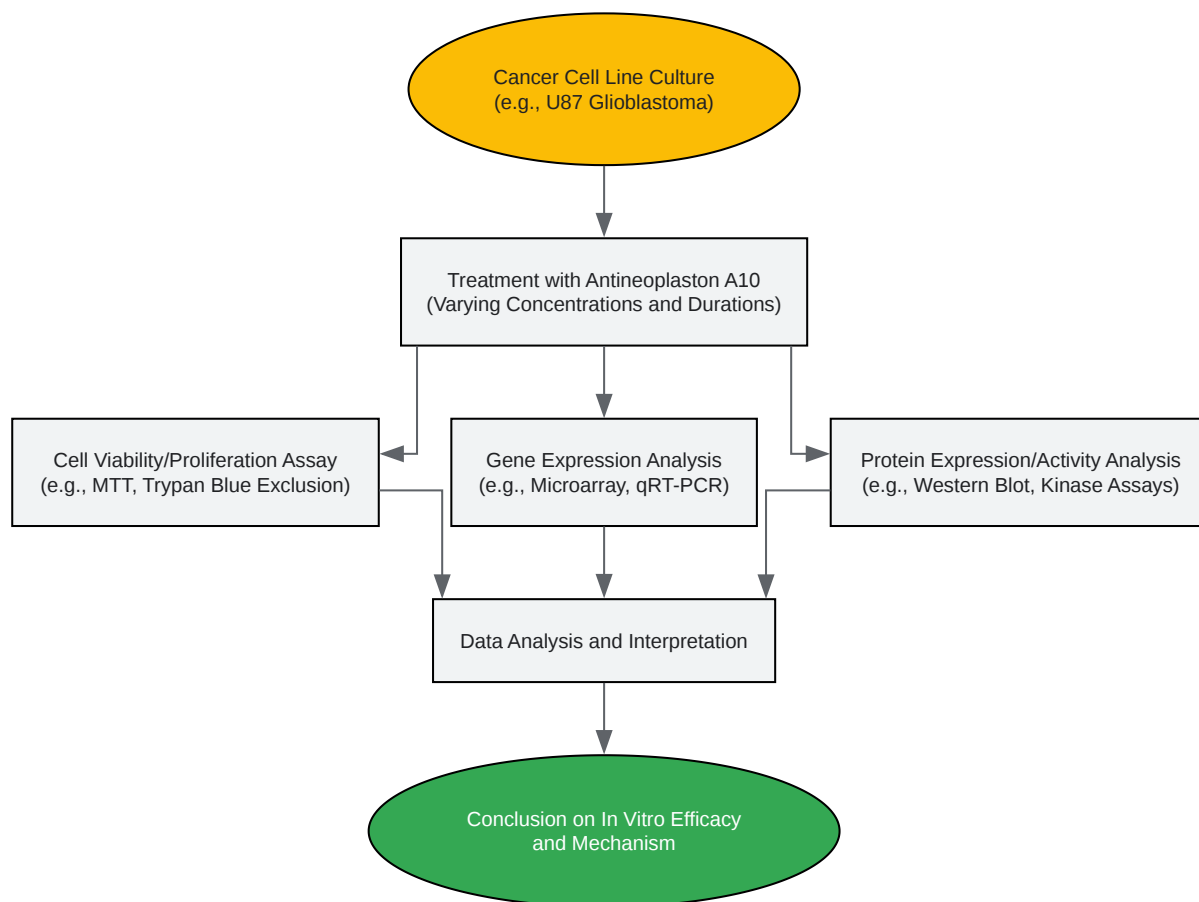 Cancer Cell Line Culture
(e.g., U87 Glioblastoma)
Treatment with Antineoplaston A10
(Varying Concentrations and Durations)
Cell Viability/Proliferation Assay
(e.g., MTT, Trypan Blue Exclusion)
Gene Expression Analysis
(e.g., Microarray, qRT-PCR)
Protein Expression/Activity Analysis
(e.g., Western Blot, Kinase Assays)
Data Analysis and Interpretation
Conclusion on In Vitro Efficacy
and Mechanism